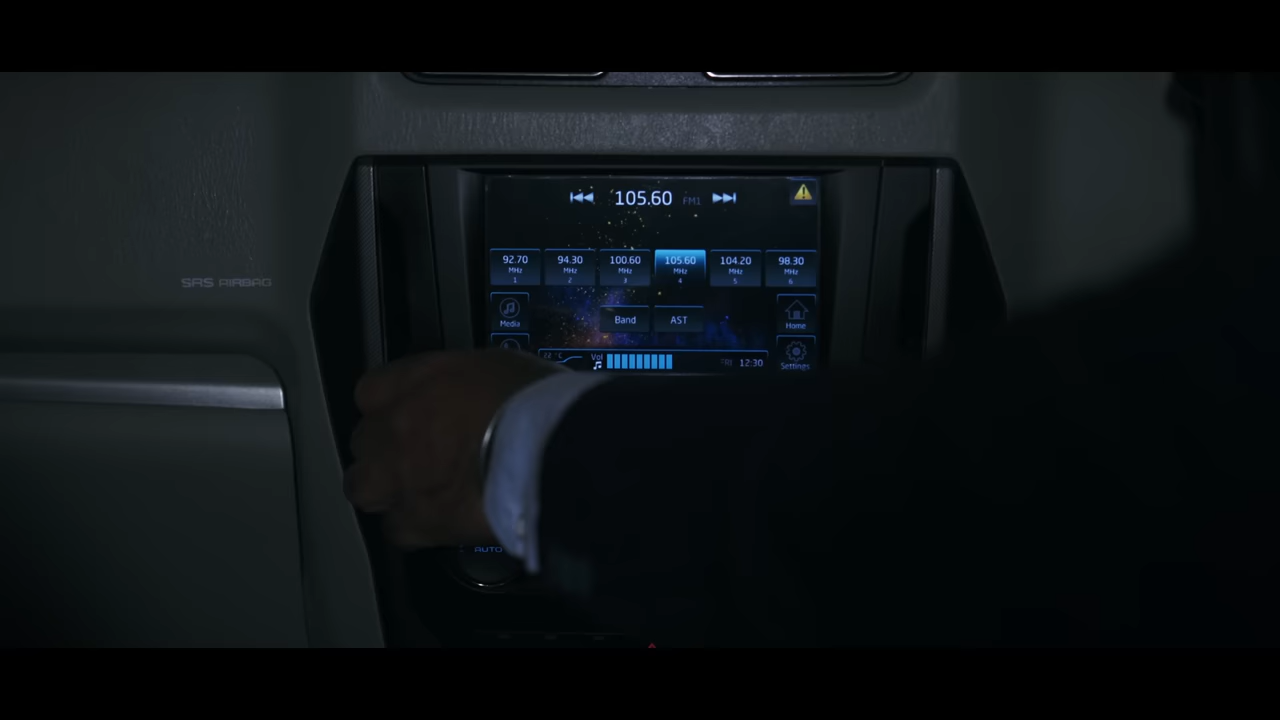 105.60 FM1
92.70 94.30 100.60 105.60 104.20 98.30
MHz MHz MHz MHz MHz MHz
1 2 3 4 5 6
SRS AIRBAG
Media Band AST Home
22 °C Vol FRI 12:30 Settings
AUTO